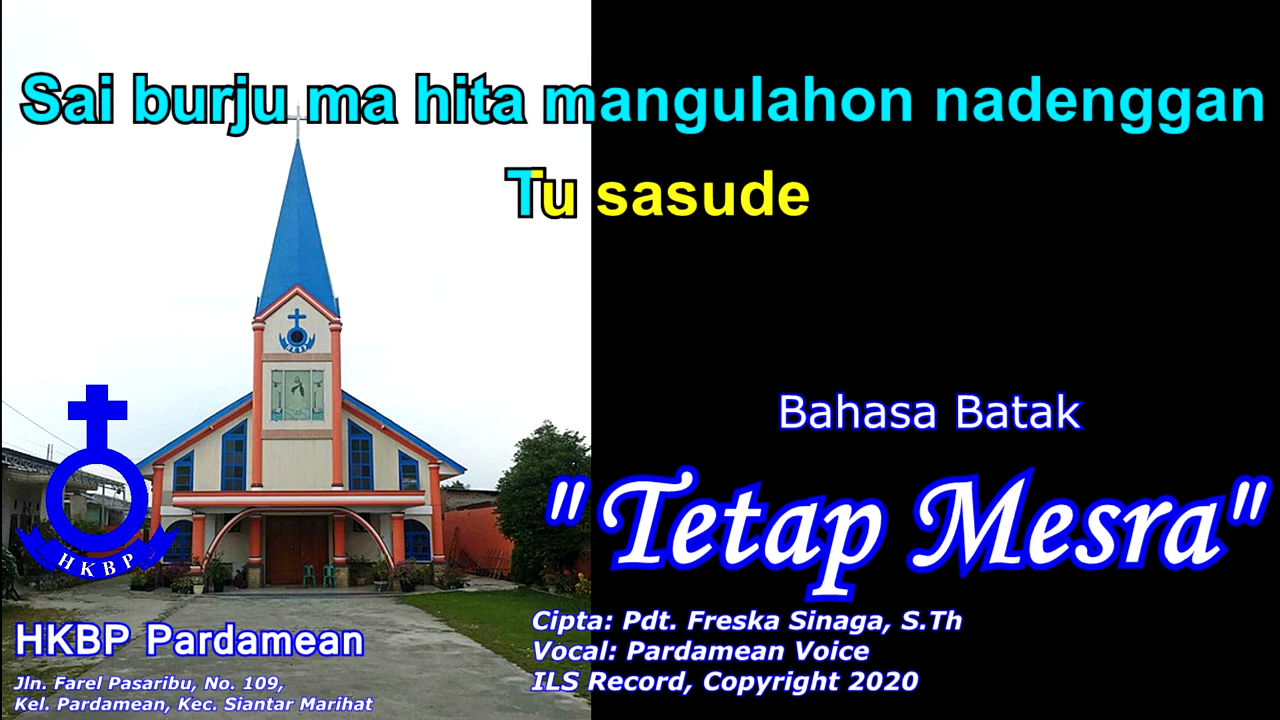 Sai burju ma hita mangulahon nadenggan
Tu sasude
HKBP
Bahasa Batak
HKBP
"Tetap Mesra"
HKBP Pardamean
Jln. Farel Pasaribu, No. 109,
Kel. Pardamean, Kec. Siantar Marihat
Cipta: Pdt. Freska Sinaga, S.Th
Vocal: Pardamean Voice
ILS Record, Copyright 2020